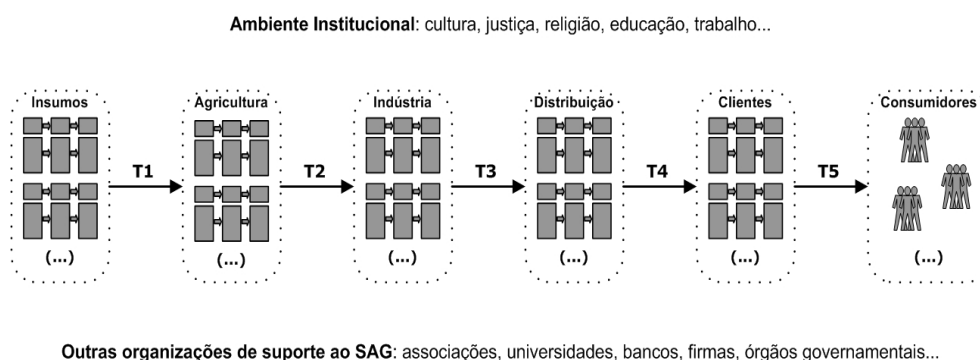 Ambiente Institucional: cultura, justiça, religião, educação, trabalho...
Insumos
Agricultura
Indústria
Distribuição
Clientes
Consumidores
T1
T2
T3
T4
T5
(...)
(...)
(...)
(...)
(...)
(...)
Outras organizações de suporte ao SAG: associações, universidades, bancos, firmas, órgãos governamentais...